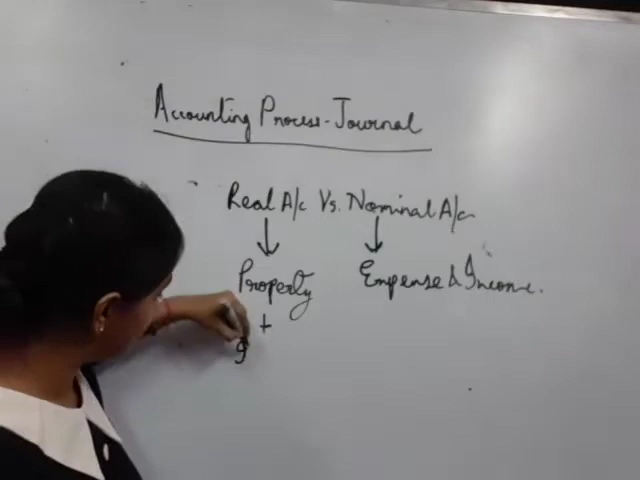 Accounting Process-Journal
Real A/c Vs. Nominal A/c
Property Expense & Income.
+
g